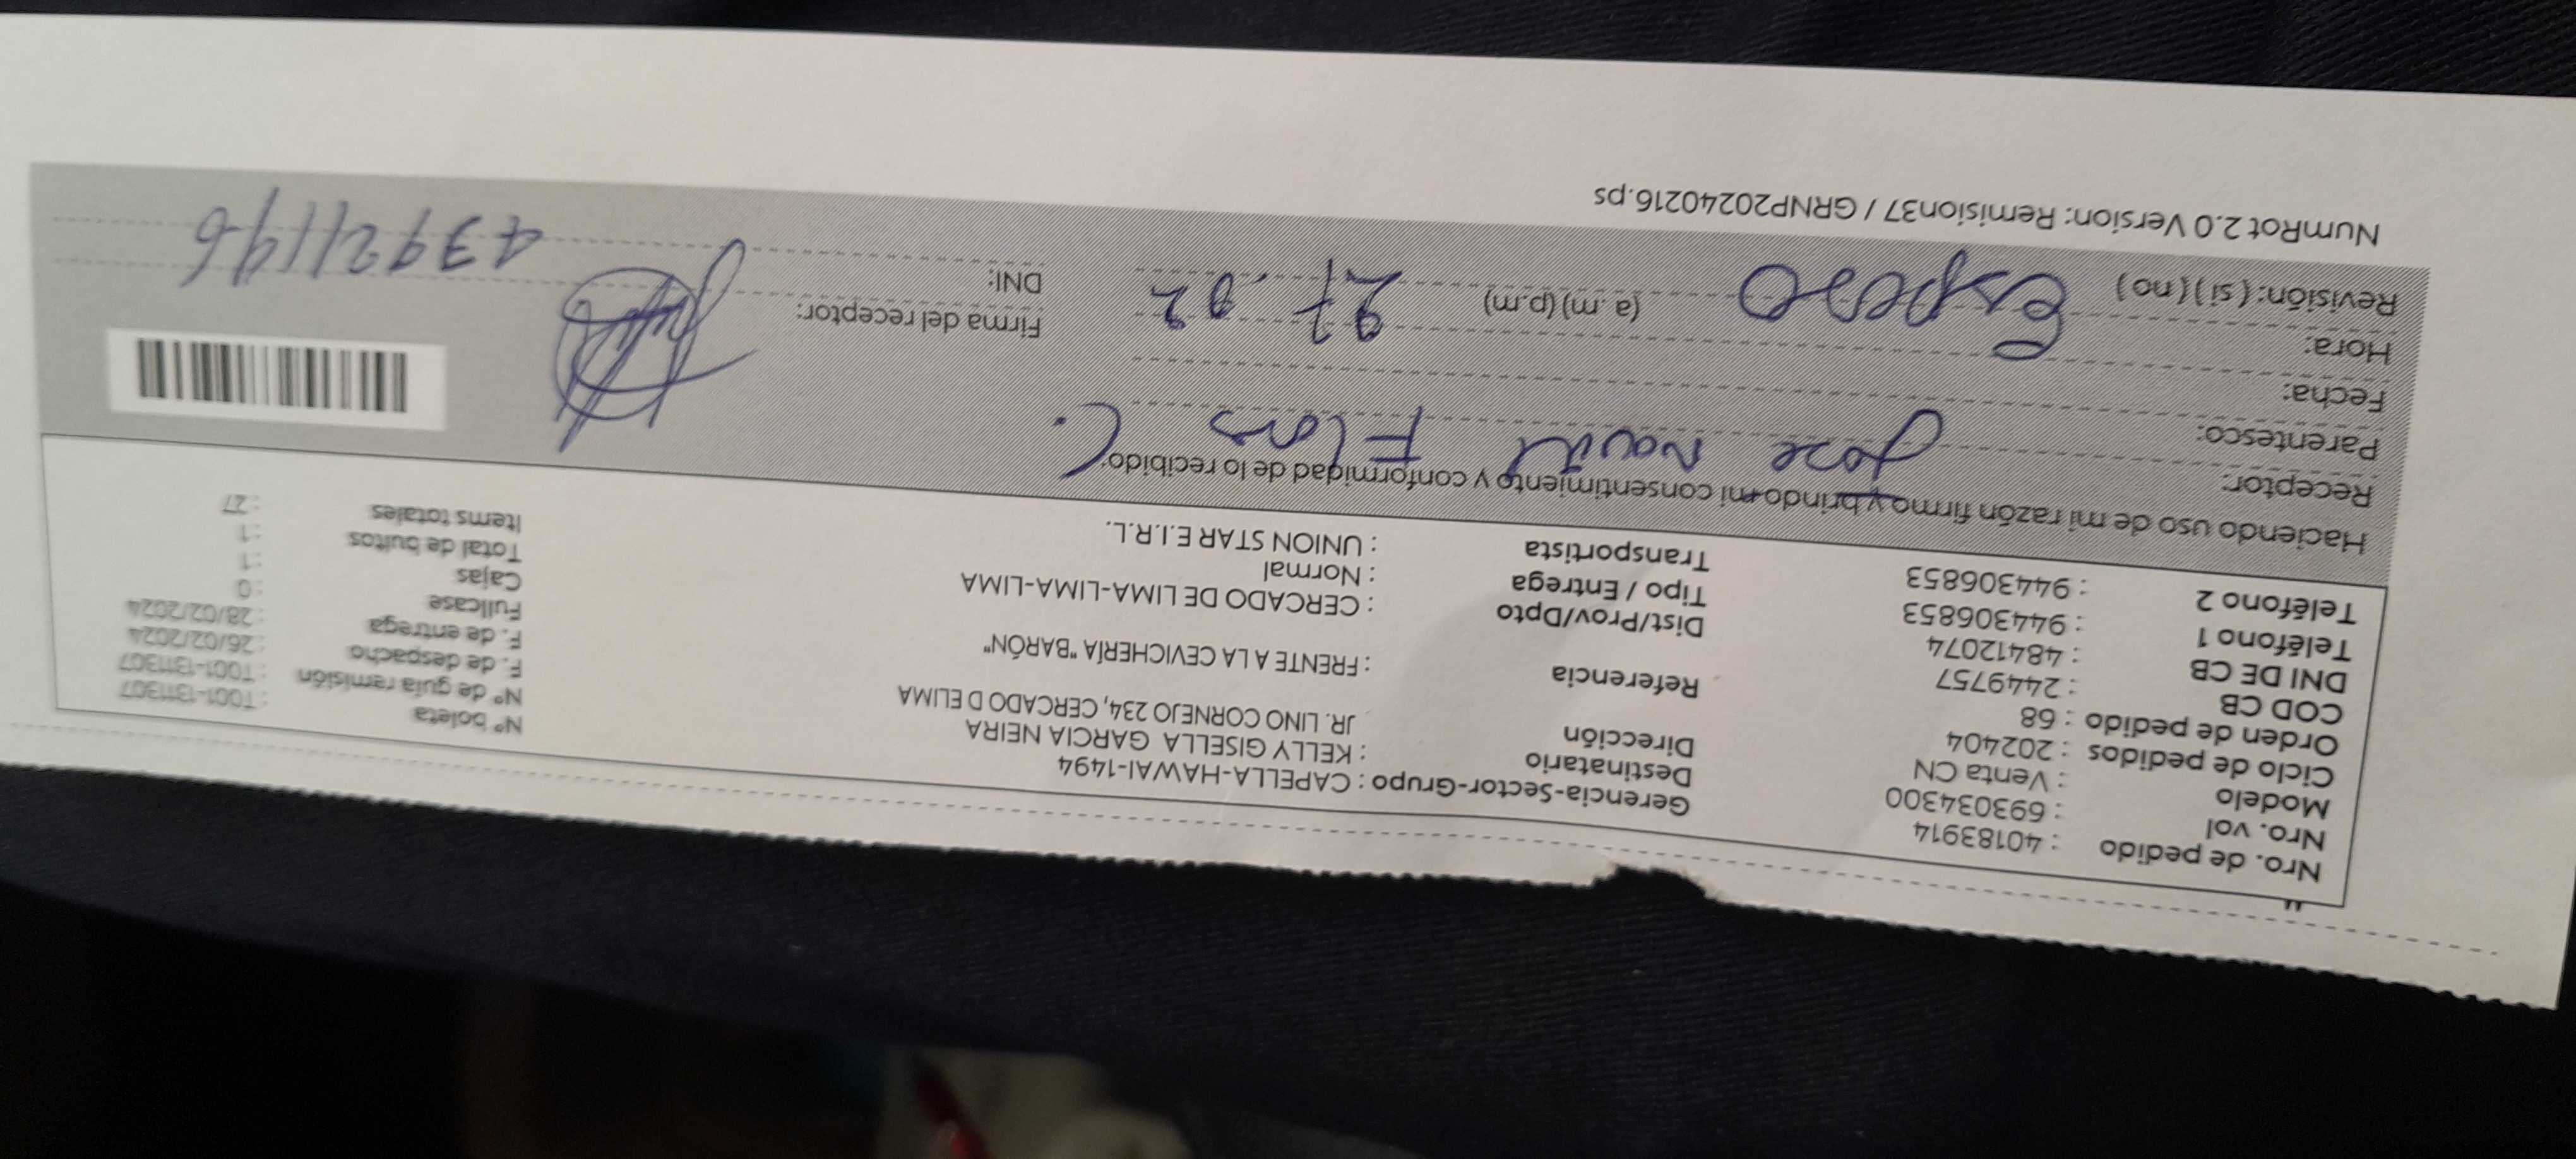 Nro. de pedido : 40183914
Nro. vol : 693034300
Modelo : Venta CN
Ciclo de pedidos : 202404
Orden de pedido : 68
COD CB : 2449757
DNI DE CB : 48412074
Teléfono 1 : 944306853
Teléfono 2 : 944306853
Gerencia-Sector-Grupo : CAPELLA-HAWAI-1494
Destinatario : KELLY GISELLA GARCIA NEIRA
Dirección JR. LINO CORNEJO 234, CERCADO D ELIMA
Referencia : FRENTE A LA CEVICHERÍA "BARÓN"
Dist/Prov/Dpto : CERCADO DE LIMA-LIMA-LIMA
Tipo / Entrega : Normal
Transportista : UNION STAR E.I.R.L.
N° boleta : T001-1311307
N° de guía remisión : T001-1311307
F. de despacho : 26/02/2024
F. de entrega : 28/02/2024
Fullcase : 0
Cajas : 1
Total de bultos : 1
Items totales : 27
Haciendo uso de mi razón firmo y brindo mi consentimiento y conformidad de lo recibido:
Receptor: Jose Flores C.
Parentesco:
Fecha:
Hora: Esposo (a.m) (p.m) 27.02
Revisión: ( si ) ( no )
Firma del receptor:
DNI: 43921196
NumRot 2.0 Version: Remision37 / GRNP20240216.ps